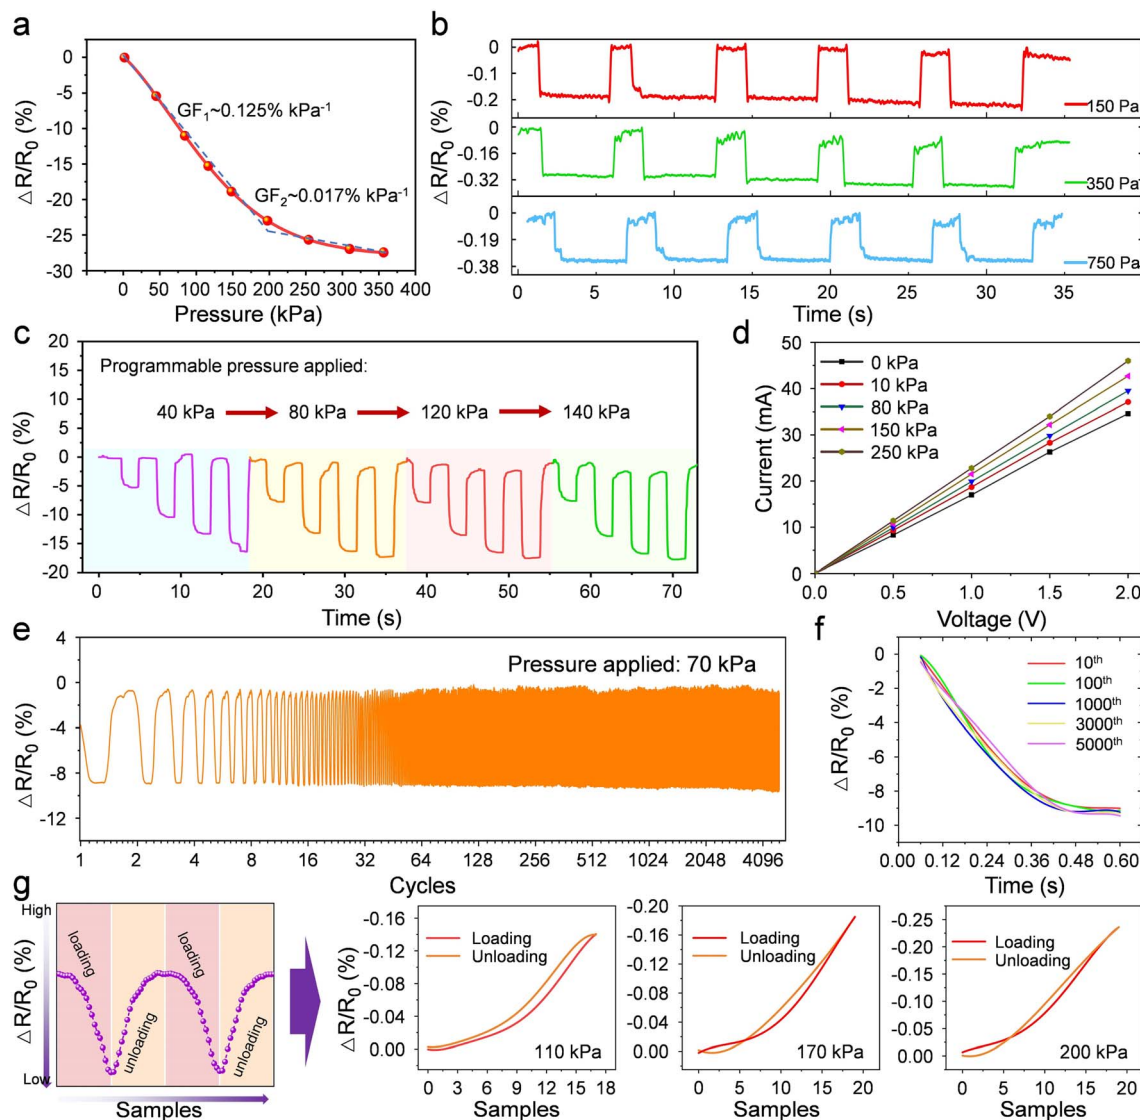 a
0
-5
-10
-15
-20
-25
-30
△R/R0 (%)
GF1~0.125% kPa-1
GF2~0.017% kPa-1
0 50 100 150 200 250 300 350 400
Pressure (kPa)
b
△R/R0 (%)
0
-0.1
-0.2
150 Pa
0
-0.16
-0.32
350 Pa
0
-0.19
-0.38
750 Pa
0 5 10 15 20 25 30 35
Time (s)
c
20
15
10
5
0
-5
-10
-15
-20
△R/R0 (%)
Programmable pressure applied:
40 kPa 80 kPa 120 kPa 140 kPa
0 10 20 30 40 50 60 70
Time (s)
d
50
40
30
20
10
0
Current (mA)
0 kPa
10 kPa
80 kPa
150 kPa
250 kPa
0.0 0.5 1.0 1.5 2.0
Voltage (V)
e
4
0
-4
-8
-12
△R/R0 (%)
Pressure applied: 70 kPa
1 2 4 8 16 32 64 128 256 512 1024 2048 4096
Cycles
f
0
-2
-4
-6
-8
-10
△R/R0 (%)
10th
100th
1000th
3000th
5000th
0.00 0.12 0.24 0.36 0.48 0.60
Time (s)
g
High
Low
△R/R0 (%)
loading
unloading
loading
unloading
Samples
△R/R0 (%)
-0.16
-0.12
-0.08
-0.04
0.00
Loading
Unloading
110 kPa
0 3 6 9 12 15 18
Samples
-0.20
-0.16
-0.12
-0.08
-0.04
0.00
Loading
Unloading
170 kPa
0 5 10 15 20
Samples
-0.25
-0.20
-0.15
-0.10
-0.05
0.00
Loading
Unloading
200 kPa
0 5 10 15 20
Samples